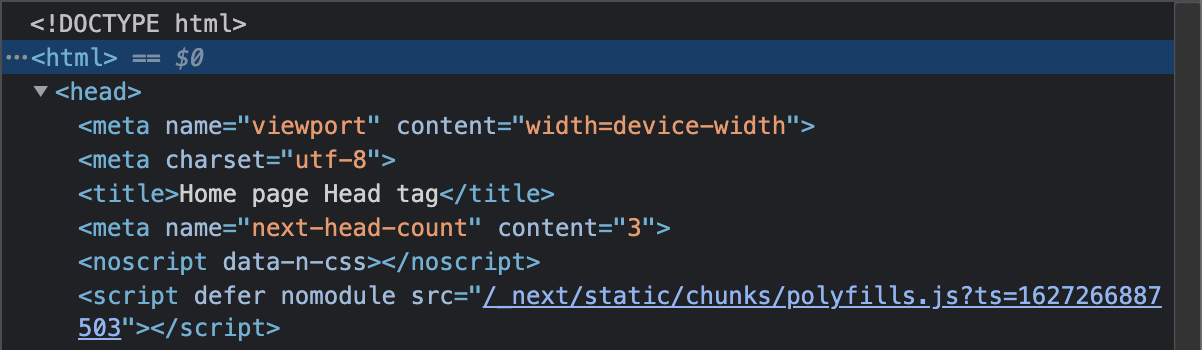 <!DOCTYPE html>
···<html> == $0
▼<head>
<meta name="viewport" content="width=device-width">
<meta charset="utf-8">
<title>Home page Head tag</title>
<meta name="next-head-count" content="3">
<noscript data-n-css></noscript>
<script defer nomodule src="/_next/static/chunks/polyfills.js?ts=1627266887
503"></script>